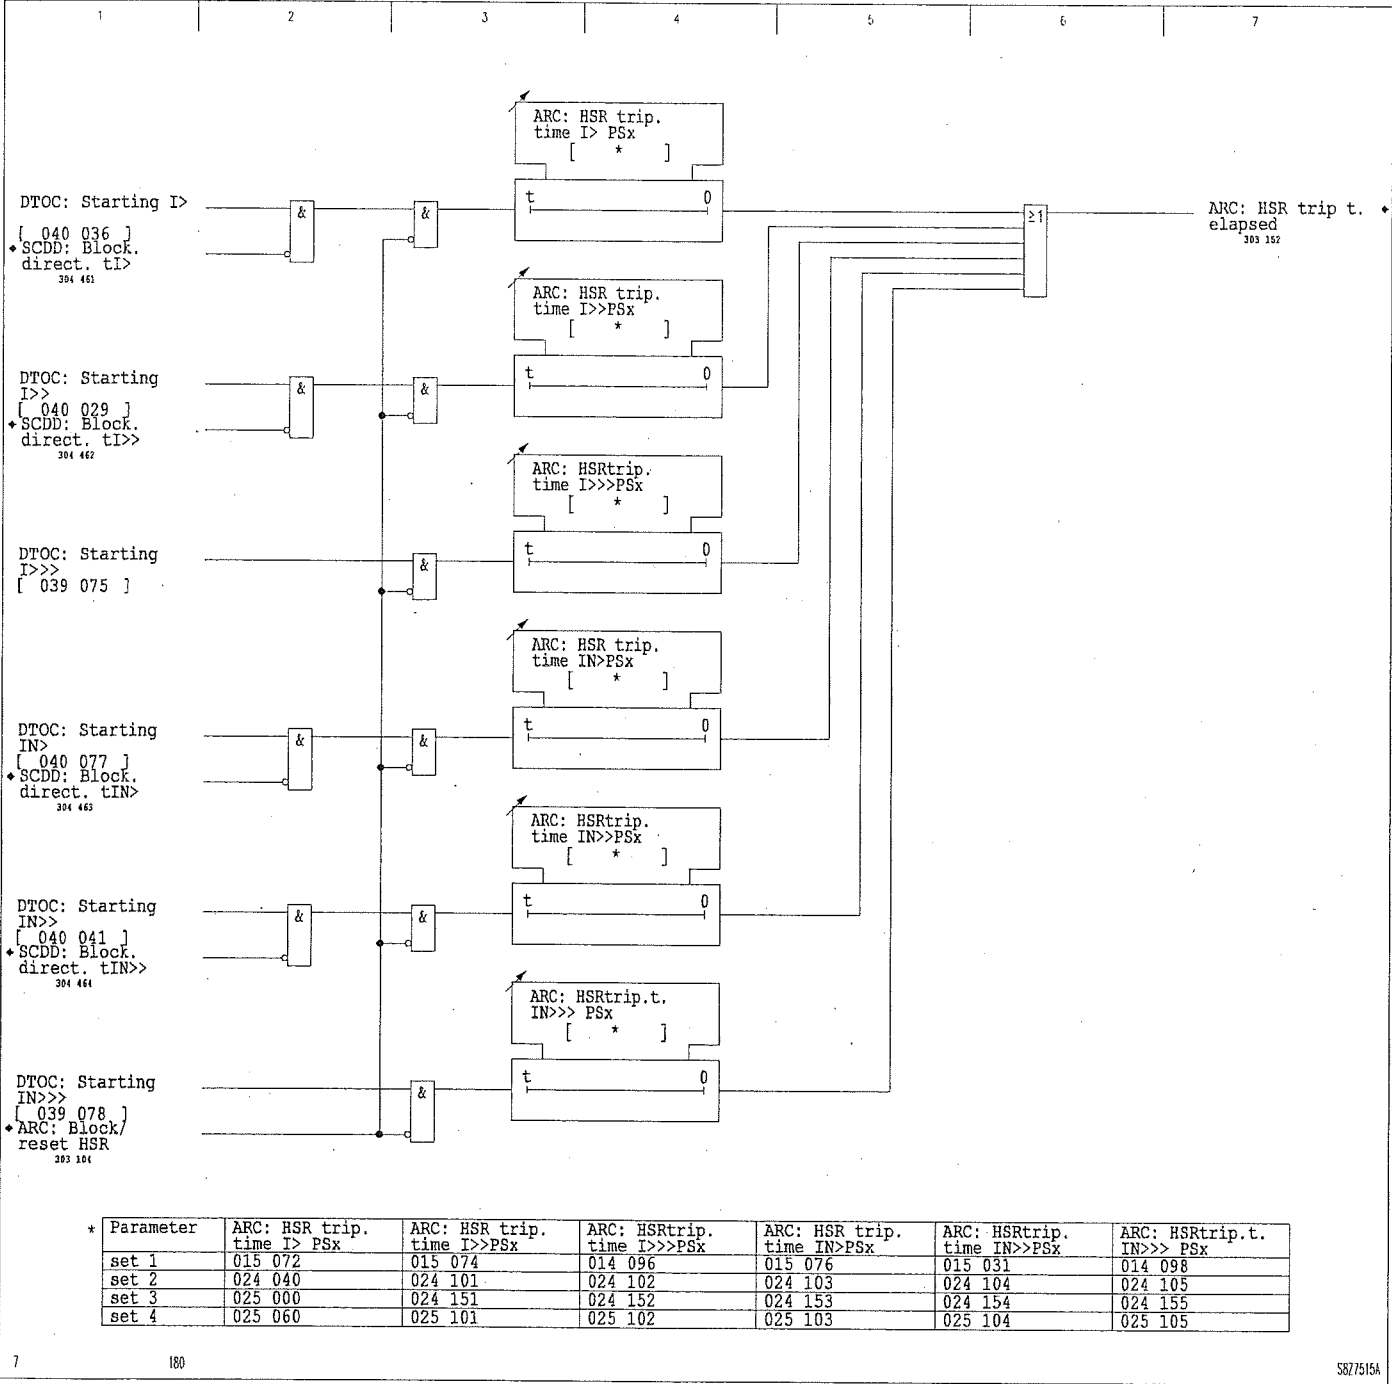 1 2 3 4 5 6 7
ARC: HSR trip.
time I> PSx
[ * ]
DTOC: Starting I>
[ 040 036 ]
SCDD: Block.
direct. tI>
304 461
&
&
t 0
≥1
ARC: HSR trip t.
elapsed
303 152
ARC: HSR trip.
time I>>PSx
[ * ]
DTOC: Starting
I>>
[ 040 029 ]
SCDD: Block.
direct. tI>>
304 462
&
&
t 0
ARC: HSRtrip.
time I>>>PSx
[ * ]
DTOC: Starting
I>>>
[ 039 075 ]
&
t 0
ARC: HSR trip.
time IN>PSx
[ * ]
DTOC: Starting
IN>
[ 040 077 ]
SCDD: Block.
direct. tIN>
304 463
&
&
t 0
ARC: HSRtrip.
time IN>>PSx
[ * ]
DTOC: Starting
IN>>
[ 040 041 ]
SCDD: Block.
direct. tIN>>
304 464
&
&
t 0
ARC: HSRtrip.t.
IN>>> PSx
[ * ]
DTOC: Starting
IN>>>
[ 039 078 ]
ARC: Block/
reset HSR
303 104
&
t 0
* Parameter ARC: HSR trip. ARC: HSR trip. ARC: HSRtrip. ARC: HSR trip. ARC: HSRtrip. ARC: HSRtrip.t.
time I> PSx time I>>PSx time I>>>PSx time IN>PSx time IN>>PSx IN>>> PSx
set 1 015 072 015 074 014 096 015 076 015 031 014 098
set 2 024 040 024 101 024 102 024 103 024 104 024 105
set 3 025 000 024 151 024 152 024 153 024 154 024 155
set 4 025 060 025 101 025 102 025 103 025 104 025 105
7 180 S8Z7515A